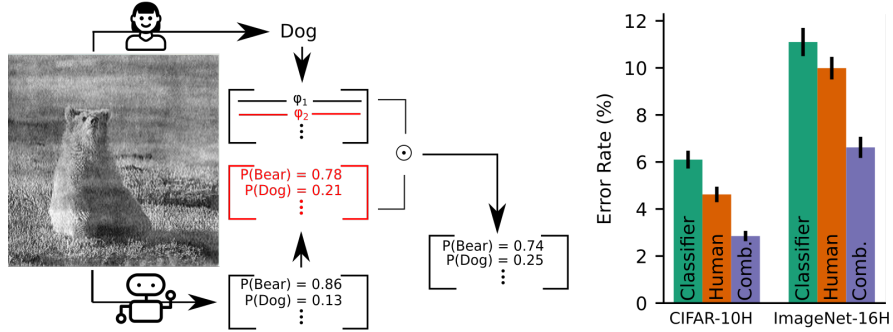 Dog
φ₁
φ₂
⋮
P(Bear) = 0.78
P(Dog) = 0.21
⋮
⊙
P(Bear) = 0.86
P(Dog) = 0.13
⋮
P(Bear) = 0.74
P(Dog) = 0.25
⋮
Error Rate (%)
12
10
8
6
4
2
0
Classifier
Human
Comb.
Classifier
Human
Comb.
CIFAR-10H
ImageNet-16H